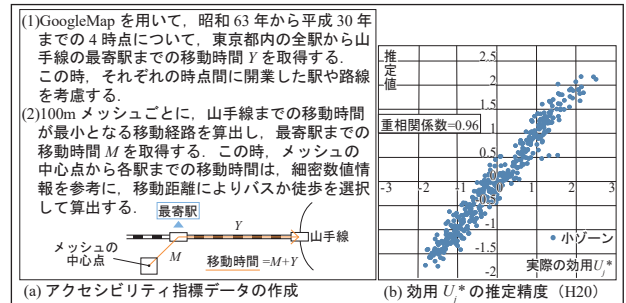 (1)GoogleMap を用いて，昭和 63 年から平成 30 年
までの 4 時点について，東京都内の全駅から山
手線の最寄駅までの移動時間 Y を取得する．
この時，それぞれの時点間に開業した駅や路線
を考慮する．
(2)100m メッシュごとに，山手線までの移動時間
が最小となる移動経路を算出し，最寄駅までの
移動時間 M を取得する．この時，メッシュの
中心点から各駅までの移動時間は，細密数値情
報を参考に，移動距離によりバスか徒歩を選択
して算出する．
最寄駅
Y
山手線
メッシュの
中心点
M
移動時間 =M+Y
(a) アクセシビリティ指標データの作成
推定値
2.5
2
1.5
1
0.5
0
-3 -2 -1 0 1 2 3
-0.5
-1
-1.5
-2
重相関係数=0.96
小ゾーン
実際の効用Uj*
(b) 効用 Uj* の推定精度（H20）